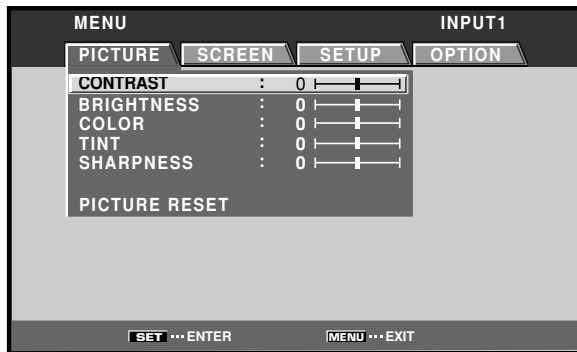 MENU INPUT1
PICTURE SCREEN SETUP OPTION
CONTRAST : 0
BRIGHTNESS : 0
COLOR : 0
TINT : 0
SHARPNESS : 0
PICTURE RESET
SET ··· ENTER MENU ··· EXIT